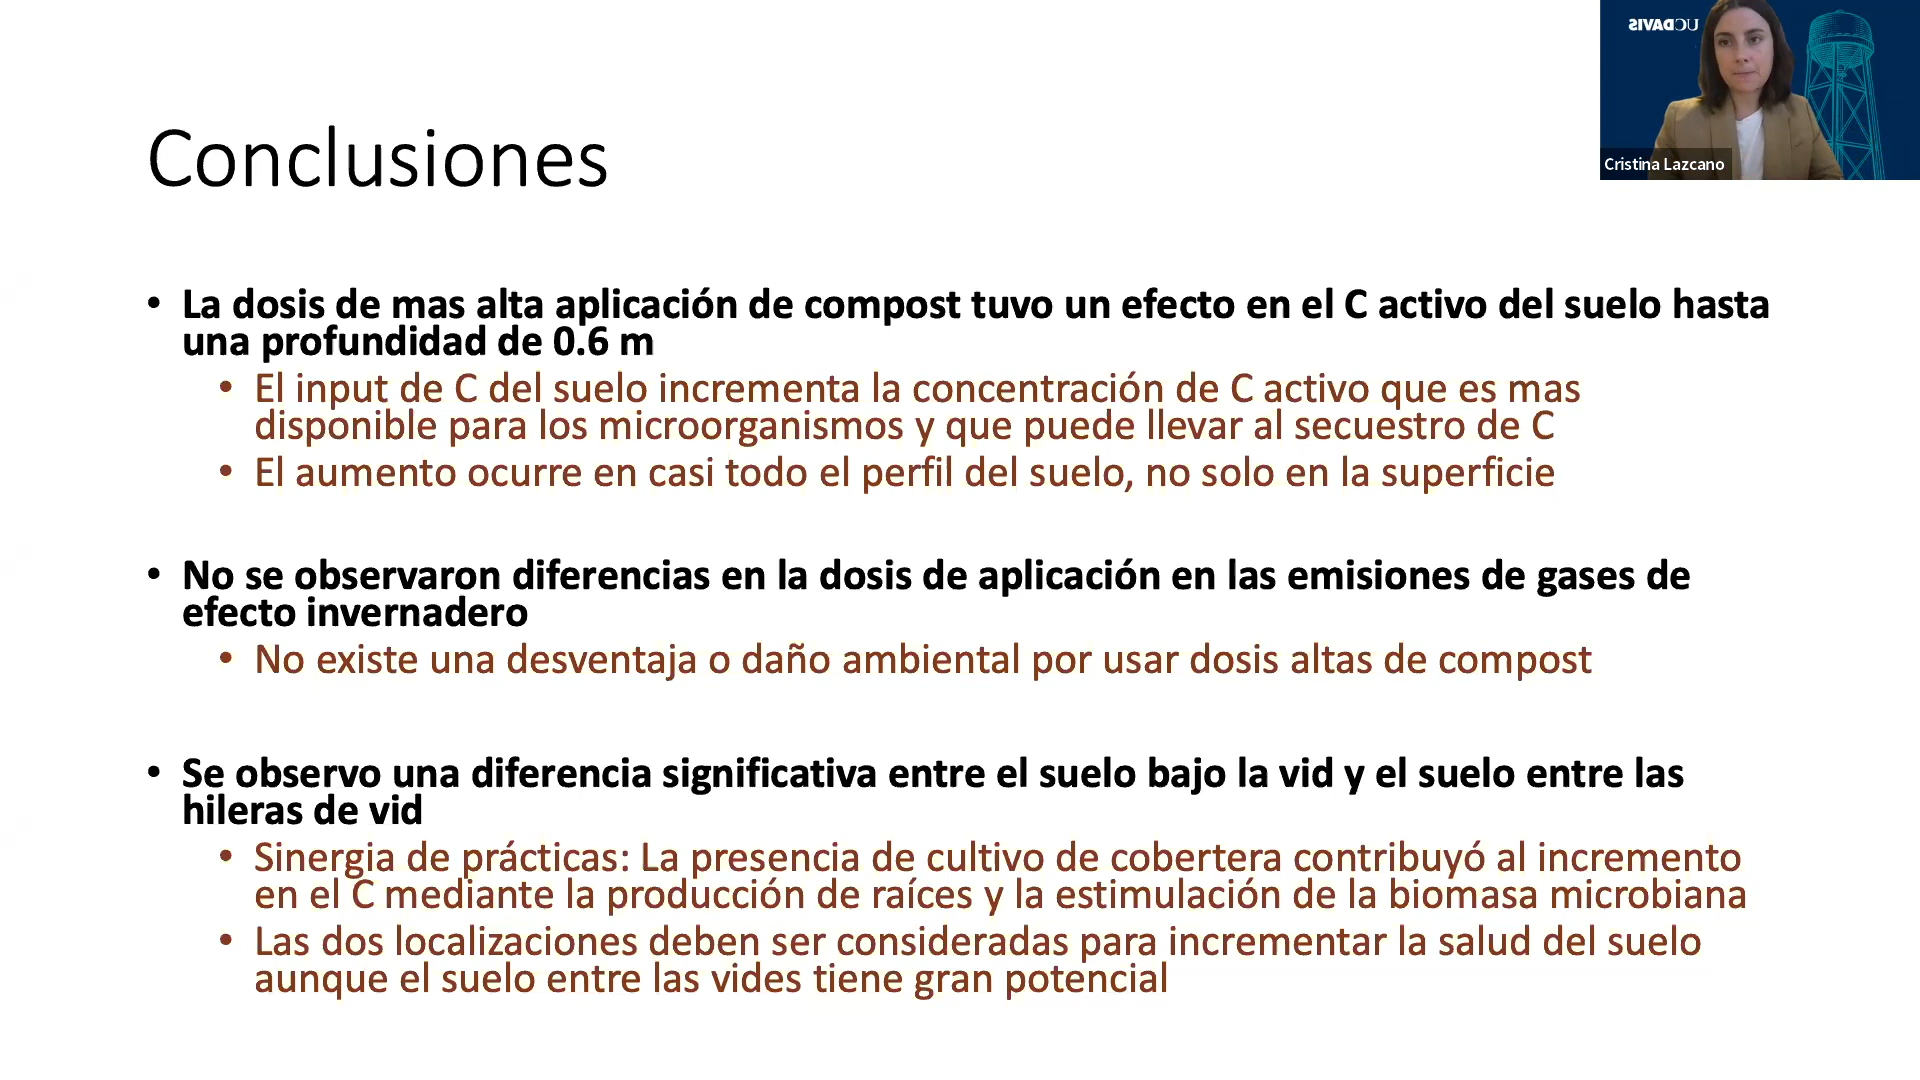 UCDAVIS
Cristina Lazcano
Conclusiones
• La dosis de mas alta aplicación de compost tuvo un efecto en el C activo del suelo hasta
una profundidad de 0.6 m
• El input de C del suelo incrementa la concentración de C activo que es mas
disponible para los microorganismos y que puede llevar al secuestro de C
• El aumento ocurre en casi todo el perfil del suelo, no solo en la superficie
• No se observaron diferencias en la dosis de aplicación en las emisiones de gases de
efecto invernadero
• No existe una desventaja o daño ambiental por usar dosis altas de compost
• Se observo una diferencia significativa entre el suelo bajo la vid y el suelo entre las
hileras de vid
• Sinergia de prácticas: La presencia de cultivo de cobertera contribuyó al incremento
en el C mediante la producción de raíces y la estimulación de la biomasa microbiana
• Las dos localizaciones deben ser consideradas para incrementar la salud del suelo
aunque el suelo entre las vides tiene gran potencial